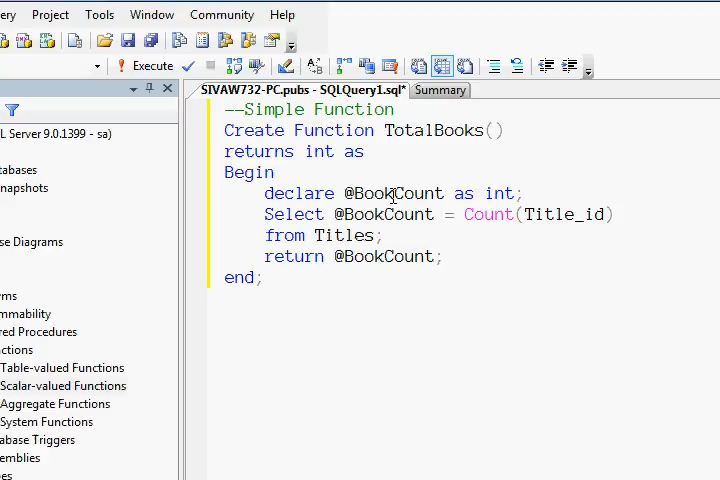 ery Project Tools Window Community Help
Execute
SIVAW732-PC.pubs - SQLQuery1.sql* Summary
L Server 9.0.1399 - sa)
tabases
snapshots
se Diagrams
yms
mmability
red Procedures
ctions
Table-valued Functions
Scalar-valued Functions
Aggregate Functions
System Functions
abase Triggers
emblies
es
--Simple Function
Create Function TotalBooks()
returns int as
Begin
declare @BookCount as int;
Select @BookCount = Count(Title_id)
from Titles;
return @BookCount;
end;